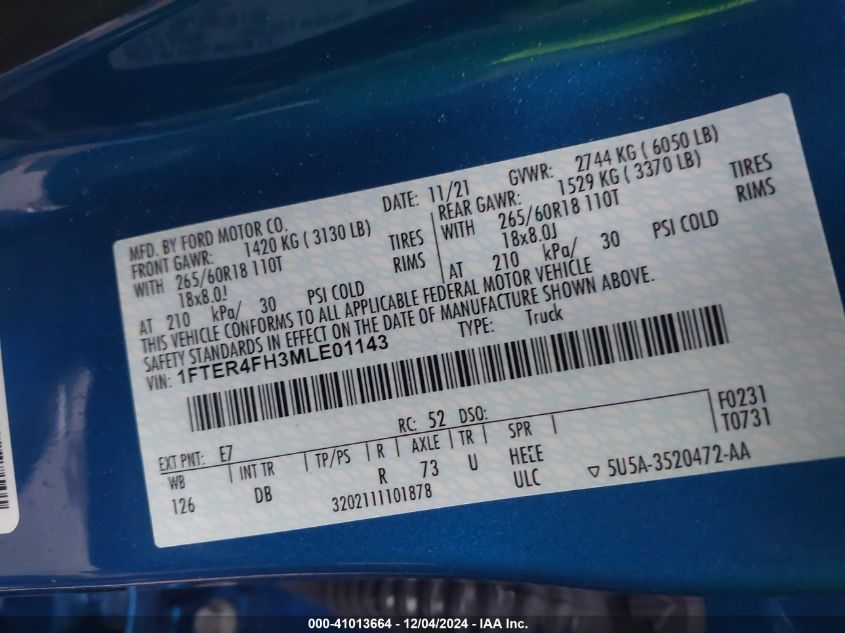 MFD. BY FORD MOTOR CO. DATE: 11/21 GVWR: 2744 KG ( 6050 LB)
FRONT GAWR: 1420 KG ( 3130 LB) REAR GAWR: 1529 KG ( 3370 LB)
WITH 265/60R18 110T TIRES WITH 265/60R18 110T TIRES
18x8.0J RIMS 18x8.0J RIMS
AT 210 kPa/ 30 PSI COLD AT 210 kPa/ 30 PSI COLD
THIS VEHICLE CONFORMS TO ALL APPLICABLE FEDERAL MOTOR VEHICLE
SAFETY STANDARDS IN EFFECT ON THE DATE OF MANUFACTURE SHOWN ABOVE.
VIN: 1FTER4FH3MLE01143 TYPE: Truck
RC: 52 DSO: F0231
T0731
EXT PNT: E7
WB INT TR TP/PS R AXLE TR SPR
126 DB R 73 U HEEE
3202111101878 ULC 5U5A-3520472-AA
000-41013664 - 12/04/2024 - IAA Inc.